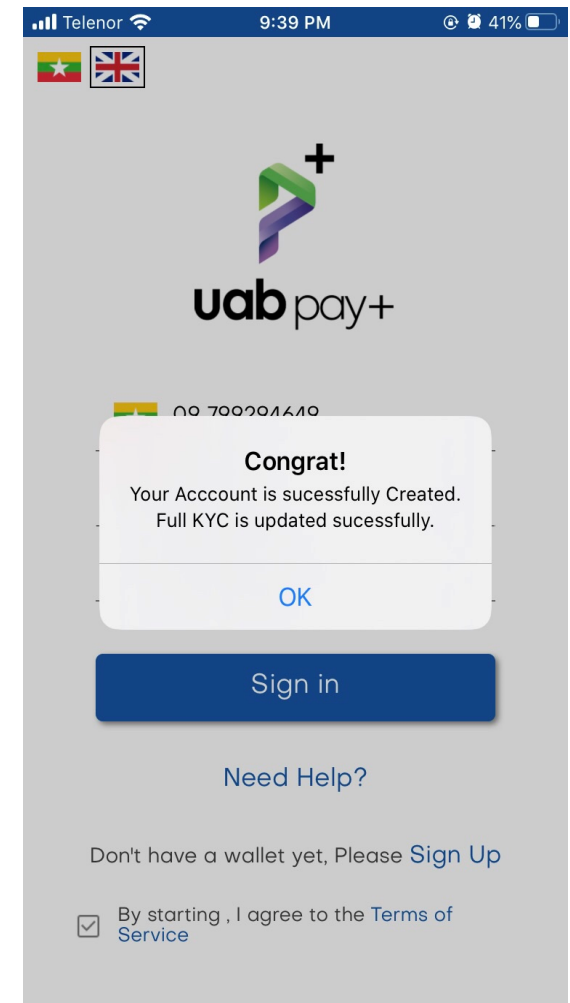 Telenor 9:39 PM 41%
P+
uab pay+
09 799294649
Congrat!
Your Acccount is sucessfully Created.
Full KYC is updated sucessfully.
OK
Sign in
Need Help?
Don't have a wallet yet, Please Sign Up
By starting , I agree to the Terms of
Service